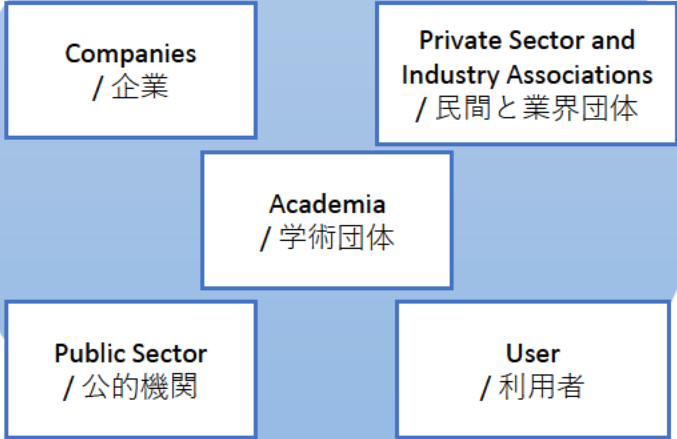 Companies
/ 企業
Private Sector and
Industry Associations
/ 民間と業界団体
Academia
/ 学術団体
Public Sector
/ 公的機関
User
/ 利用者